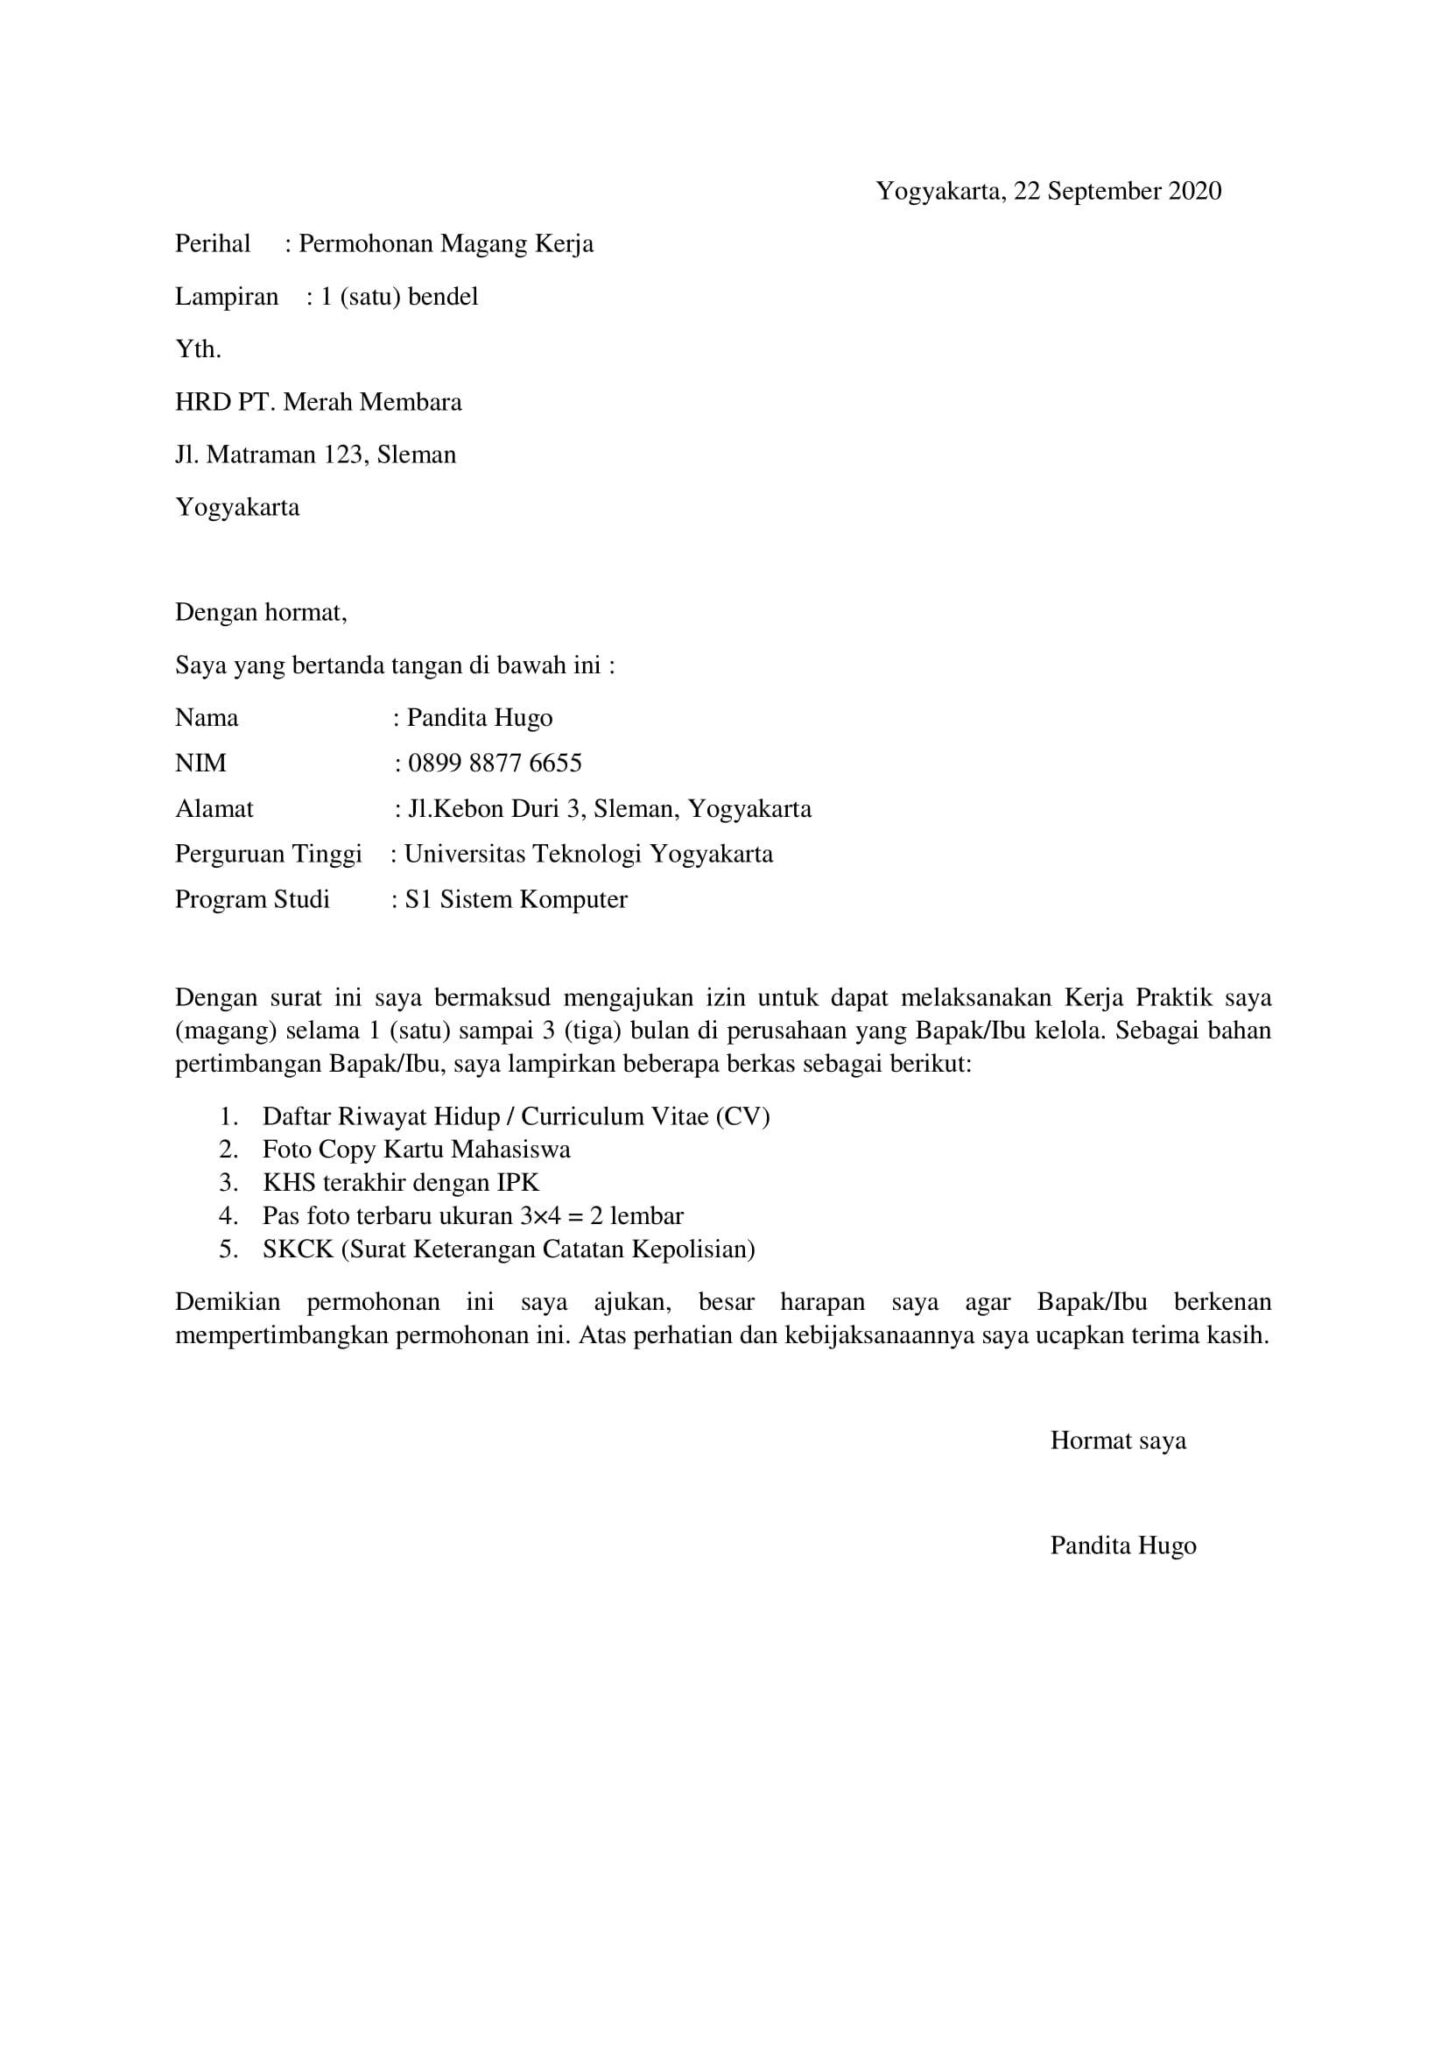 Yogyakarta, 22 September 2020
Perihal : Permohonan Magang Kerja
Lampiran : 1 (satu) bendel
Yth.
HRD PT. Merah Membara
Jl. Matraman 123, Sleman
Yogyakarta
Dengan hormat,
Saya yang bertanda tangan di bawah ini :
Nama : Pandita Hugo
NIM : 0899 8877 6655
Alamat : Jl.Kebon Duri 3, Sleman, Yogyakarta
Perguruan Tinggi : Universitas Teknologi Yogyakarta
Program Studi : S1 Sistem Komputer
Dengan surat ini saya bermaksud mengajukan izin untuk dapat melaksanakan Kerja Praktik saya
(magang) selama 1 (satu) sampai 3 (tiga) bulan di perusahaan yang Bapak/Ibu kelola. Sebagai bahan
pertimbangan Bapak/Ibu, saya lampirkan beberapa berkas sebagai berikut:
1. Daftar Riwayat Hidup / Curriculum Vitae (CV)
2. Foto Copy Kartu Mahasiswa
3. KHS terakhir dengan IPK
4. Pas foto terbaru ukuran 3×4 = 2 lembar
5. SKCK (Surat Keterangan Catatan Kepolisian)
Demikian permohonan ini saya ajukan, besar harapan saya agar Bapak/Ibu berkenan
mempertimbangkan permohonan ini. Atas perhatian dan kebijaksanaannya saya ucapkan terima kasih.
Hormat saya
Pandita Hugo